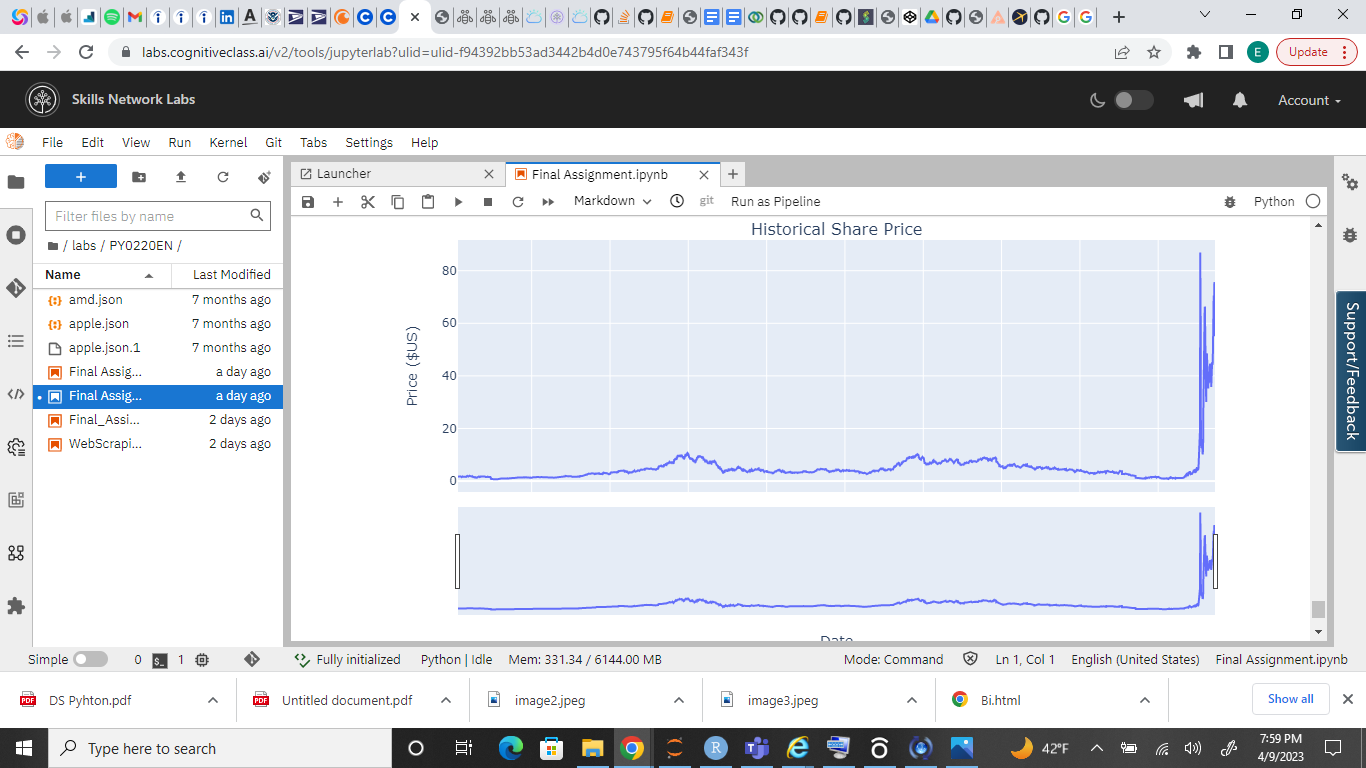 labs.cognitiveclass.ai/v2/tools/jupyterlab?ulid=ulid-f94392bb53ad3442b4d0e743795f64b44faf343f
E
Update
Skills Network Labs
Account
File Edit View Run Kernel Git Tabs Settings Help
Launcher
Final Assignment.ipynb
Markdown
git
Run as Pipeline
Python
Filter files by name
/ labs / PY0220EN /
Name Last Modified
amd.json 7 months ago
apple.json 7 months ago
apple.json.1 7 months ago
Final Assig... a day ago
Final Assig... a day ago
Final_Assi... 2 days ago
WebScrapi... 2 days ago
Historical Share Price
Price ($US)
80
60
40
20
0
Date
Support/Feedback
Simple 0 1 Fully initialized Python | Idle Mem: 331.34 / 6144.00 MB Mode: Command Ln 1, Col 1 English (United States) Final Assignment.ipynb
DS Pyhton.pdf Untitled document.pdf image2.jpeg image3.jpeg Bi.html Show all
Type here to search
42°F
7:59 PM
4/9/2023